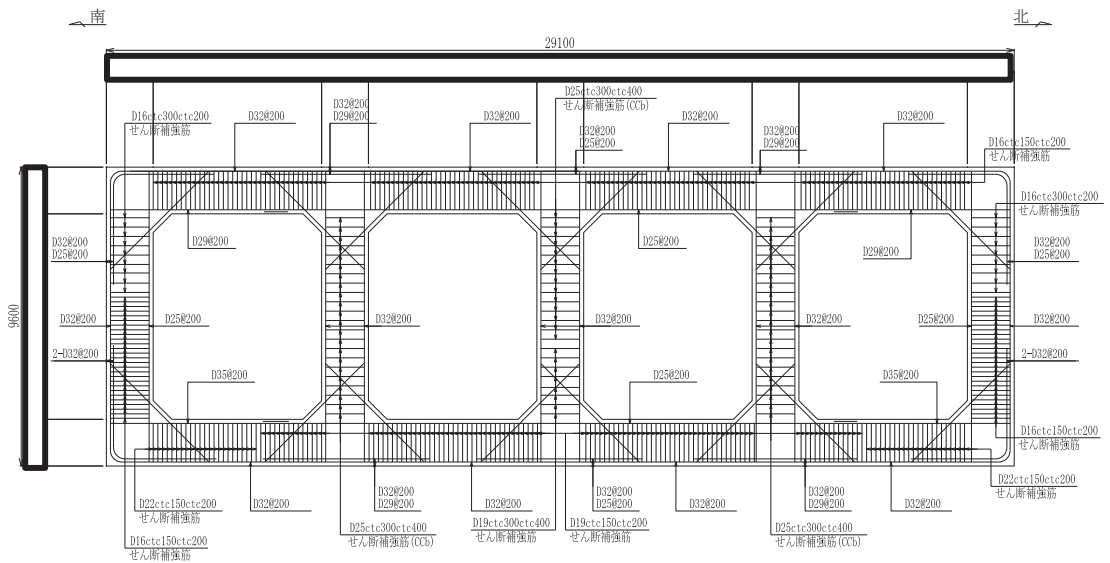 南
北
29100
D25ctc300ctc400
せん断補強筋(CCb)
D16ctc300ctc200
せん断補強筋
D32@200
D32@200
D29@200
D32@200
D32@200
D25@200
D32@200
D32@200
D29@200
D32@200
D16ctc150ctc200
せん断補強筋
D16ctc300ctc200
せん断補強筋
D32@200
D25@200
D29@200
D25@200
D29@200
D32@200
D25@200
9600
D32@200
D25@200
D32@200
D32@200
D32@200
D25@200
D32@200
2-D32@200
2-D32@200
D35@200
D25@200
D35@200
D16ctc150ctc200
せん断補強筋
D22ctc150ctc200
せん断補強筋
D32@200
D32@200
D29@200
D32@200
D32@200
D25@200
D32@200
D32@200
D29@200
D32@200
D22ctc150ctc200
せん断補強筋
D16ctc150ctc200
せん断補強筋
D25ctc300ctc400
せん断補強筋(CCb)
D19ctc300ctc400
せん断補強筋
D19ctc150ctc200
せん断補強筋
D25ctc300ctc400
せん断補強筋(CCb)